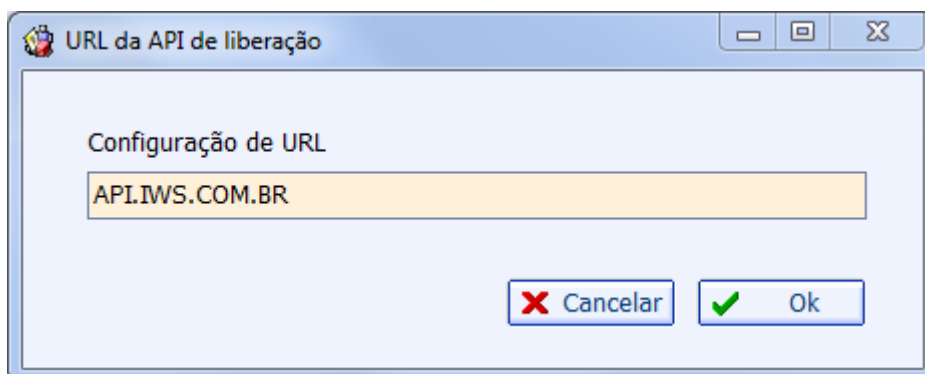 URL da API de liberação
Configuração de URL
API.IWS.COM.BR
Cancelar
Ok